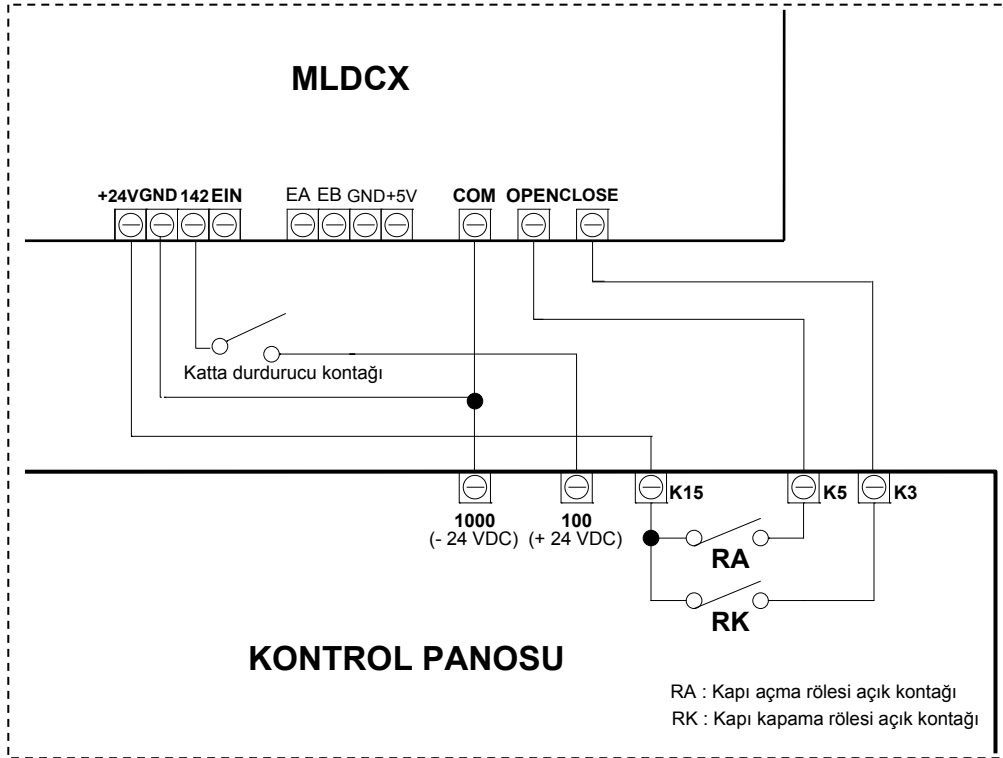 MLDCX
+24V GND 142 EIN EA EB GND +5V COM OPEN CLOSE
Katta durdurucu kontağı
K15 K5 K3
1000 100
(- 24 VDC) (+ 24 VDC)
RA
RK
KONTROL PANOSU
RA : Kapı açma rölesi açık kontağı
RK : Kapı kapama rölesi açık kontağı